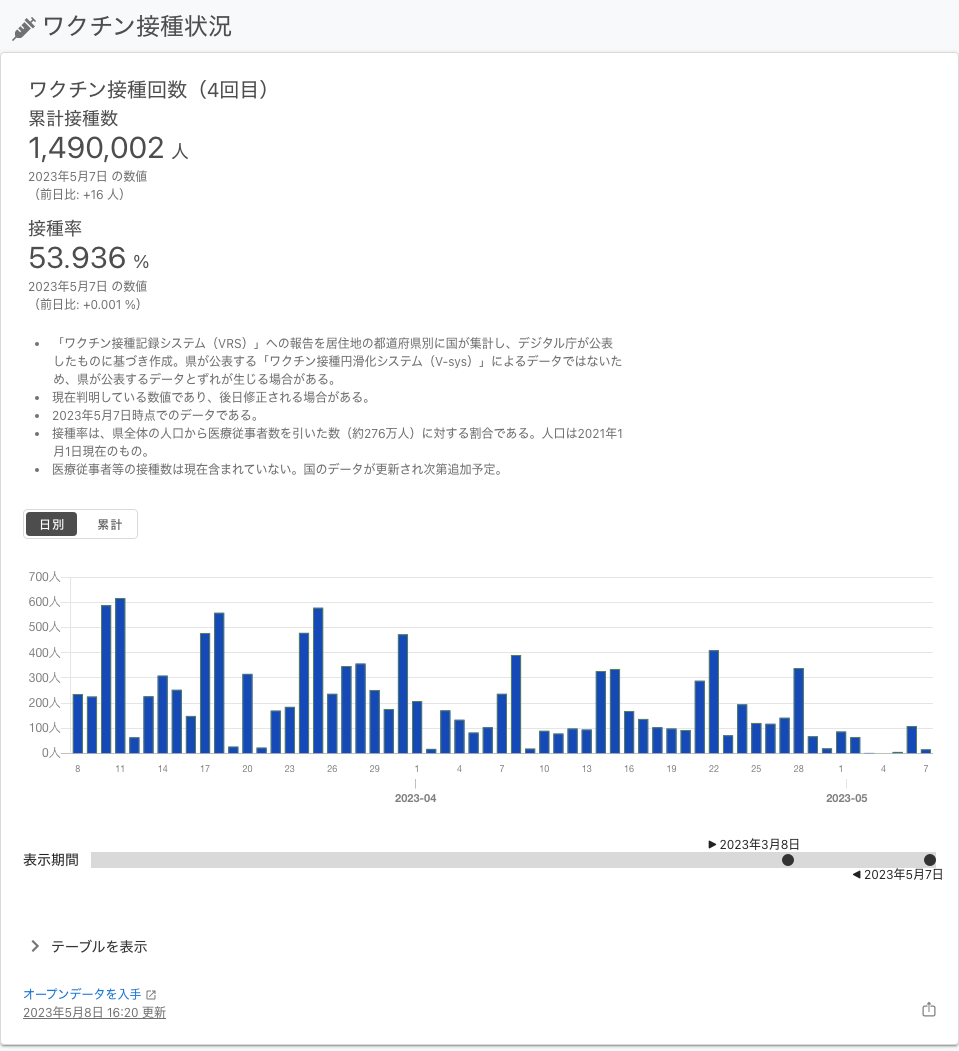 ワクチン接種状況
ワクチン接種回数（4回目）
累計接種数
1,490,002 人
2023年5月7日 の数値
（前日比: +16 人）
接種率
53.936 %
2023年5月7日 の数値
（前日比: +0.001 %）
• 「ワクチン接種記録システム（VRS）」への報告を居住地の都道府県別に国が集計し、デジタル庁が公表
したものに基づき作成。県が公表する「ワクチン接種円滑化システム（V-sys）」によるデータではないた
め、県が公表するデータとずれが生じる場合がある。
• 現在判明している数値であり、後日修正される場合がある。
• 2023年5月7日時点でのデータである。
• 接種率は、県全体の人口から医療従事者数を引いた数（約276万人）に対する割合である。人口は2021年1
月1日現在のもの。
• 医療従事者等の接種数は現在含まれていない。国のデータが更新され次第追加予定。
日別 累計
700人
600人
500人
400人
300人
200人
100人
0人
8 11 14 17 20 23 26 29 1 4 7 10 13 16 19 22 25 28 1 4 7
2023-04 2023-05
▶ 2023年3月8日
表示期間
◀ 2023年5月7日
テーブルを表示
オープンデータを入手
2023年5月8日 16:20 更新